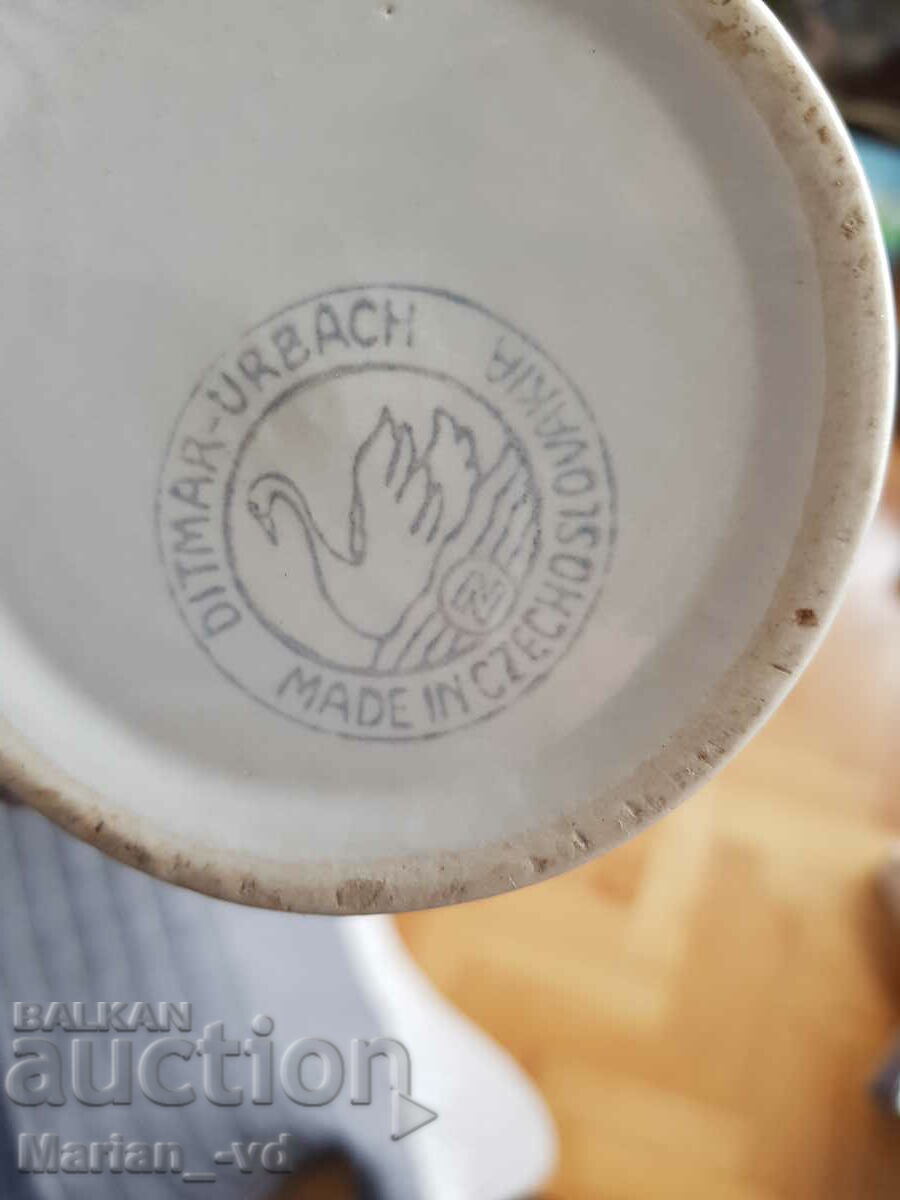 DITMAR-URBACH
MADE IN CZECHOSLOVAKIA
BALKAN
auction
Marian_-vd